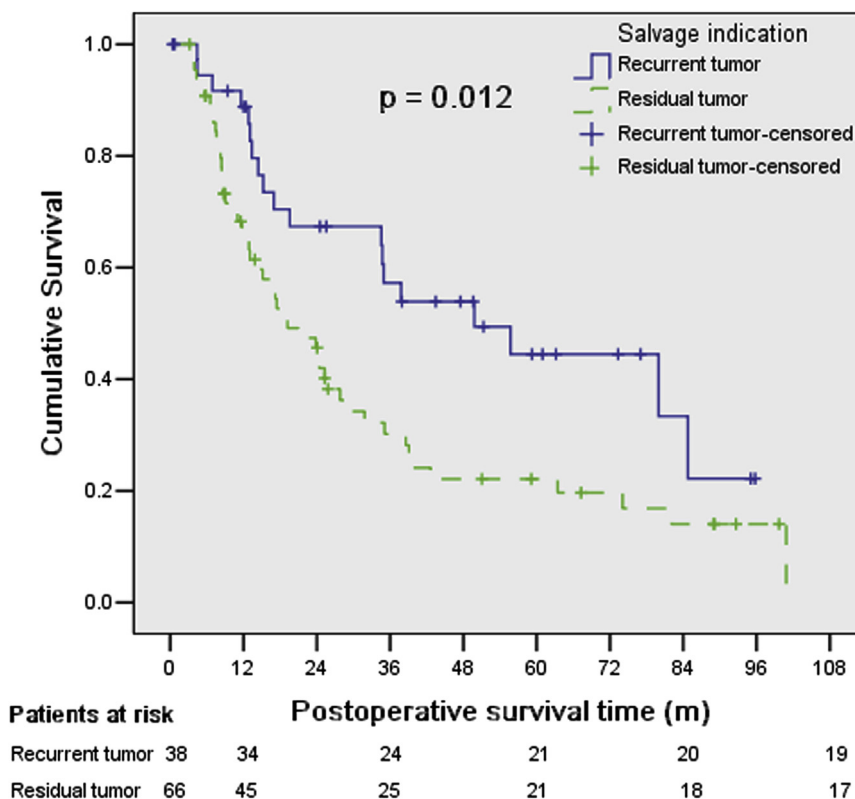 Salvage indication
Recurrent tumor
Residual tumor
Recurrent tumor-censored
Residual tumor-censored
p = 0.012
Cumulative Survival
1.0
0.8
0.6
0.4
0.2
0.0
0 12 24 36 48 60 72 84 96 108
Postoperative survival time (m)
Patients at risk
Recurrent tumor 38 34 24 21 20 19
Residual tumor 66 45 25 21 18 17